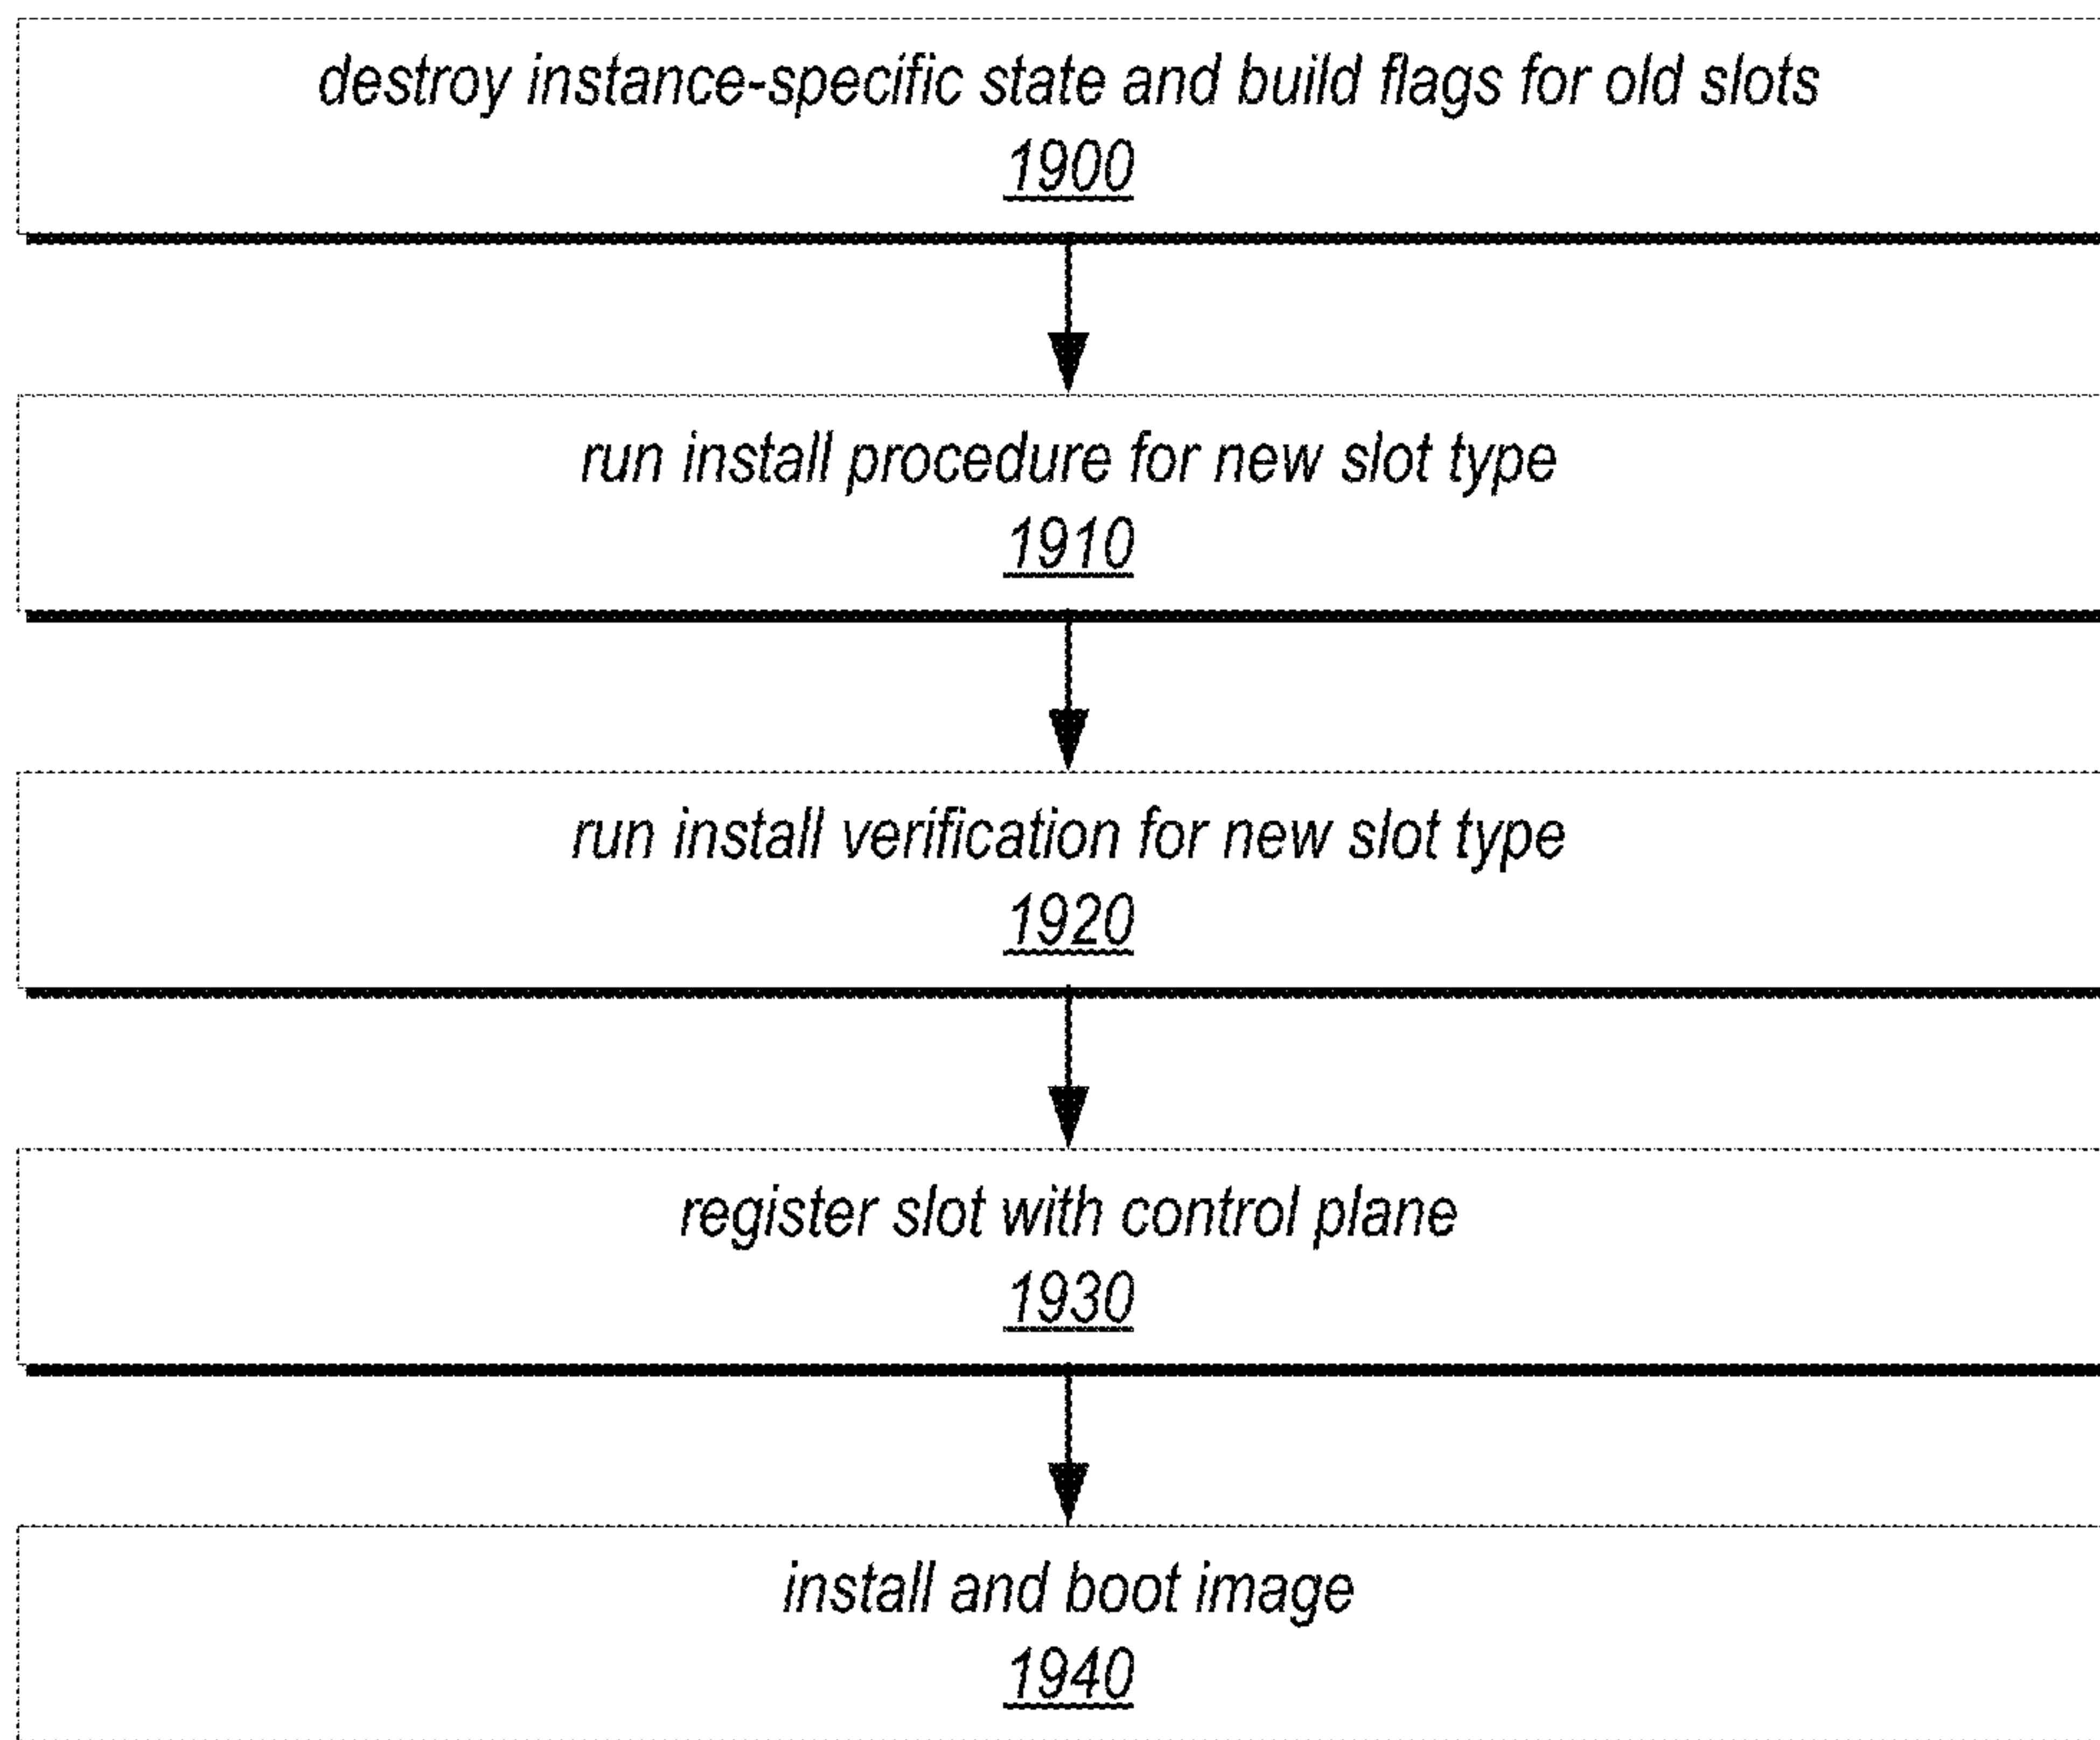 destroy instance-specific state and build flags for old slots
1900
run install procedure for new slot type
1910
run install verification for new slot type
1920
register slot with control plane
1930
install and boot image
1940